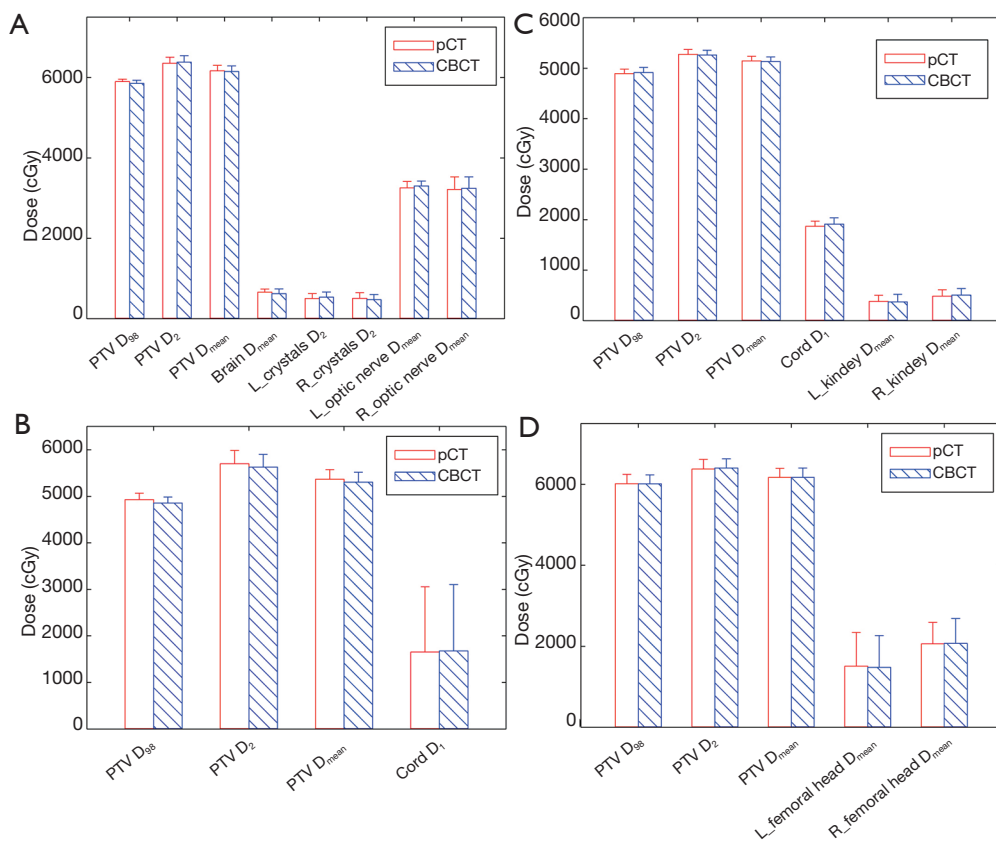 A
pCT
CBCT
Dose (cGy)
6000
4000
2000
0
PTV D98
PTV D2
PTV Dmean
Brain Dmean
L_crystals D2
R_crystals D2
L_optic nerve Dmean
R_optic nerve Dmean
C
pCT
CBCT
Dose (cGy)
6000
5000
4000
3000
2000
1000
0
PTV D98
PTV D2
PTV Dmean
Cord D1
L_kindey Dmean
R_kindey Dmean
B
pCT
CBCT
Dose (cGy)
6000
5000
4000
3000
2000
1000
0
PTV D98
PTV D2
PTV Dmean
Cord D1
D
pCT
CBCT
Dose (cGy)
6000
4000
2000
0
PTV D98
PTV D2
PTV Dmean
L_femoral head Dmean
R_femoral head Dmean